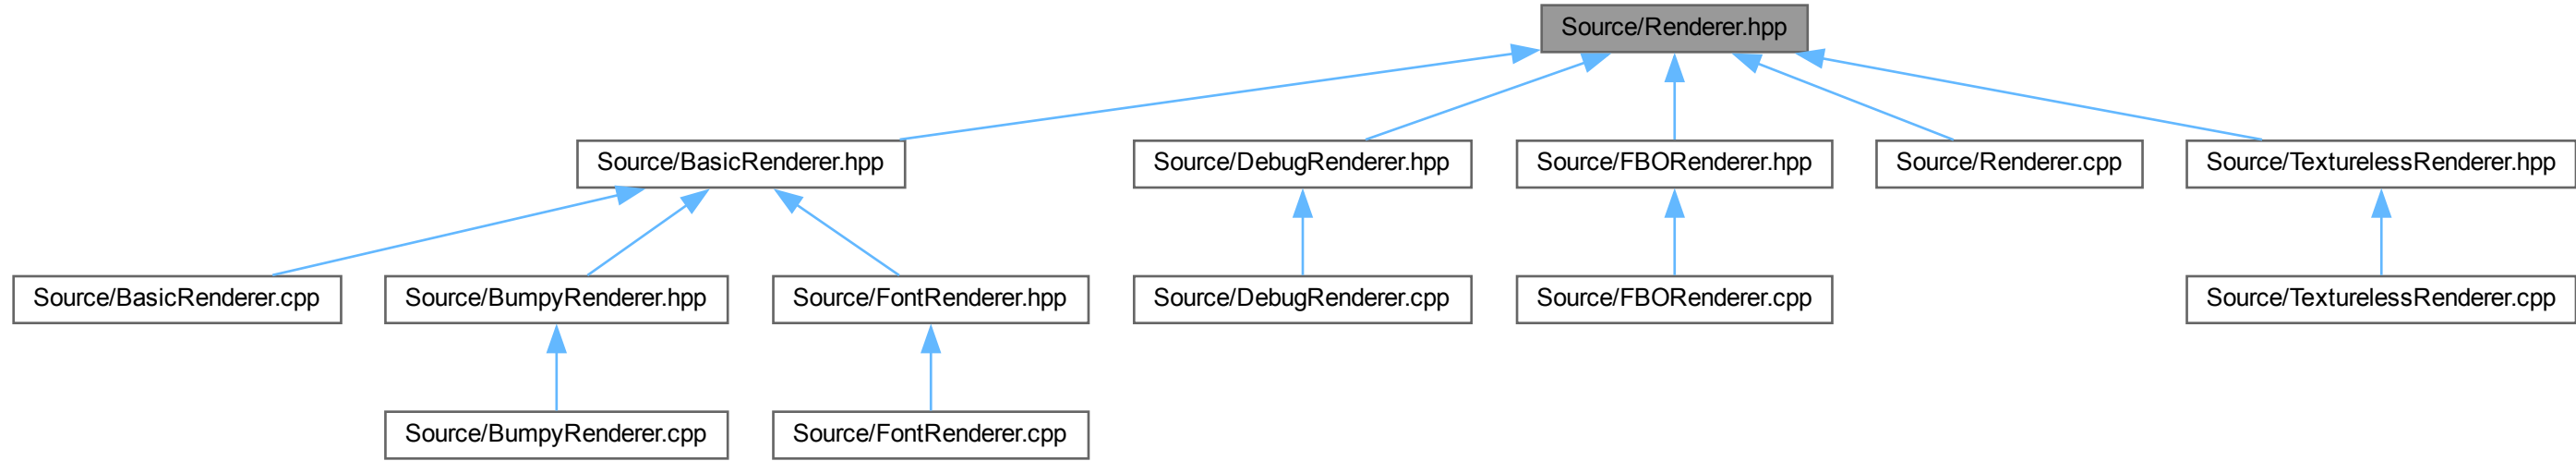 Source/Renderer.hpp
Source/BasicRenderer.hpp
Source/DebugRenderer.hpp
Source/FBORenderer.hpp
Source/Renderer.cpp
Source/TexturelessRenderer.hpp
Source/BasicRenderer.cpp
Source/BumpyRenderer.hpp
Source/FontRenderer.hpp
Source/DebugRenderer.cpp
Source/FBORenderer.cpp
Source/TexturelessRenderer.cpp
Source/BumpyRenderer.cpp
Source/FontRenderer.cpp